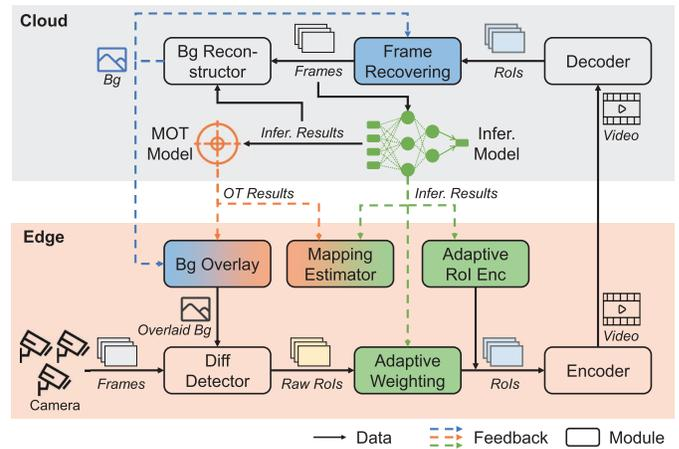 Cloud
Bg Recon-
structor
Bg
Frames
Frame
Recovering
RoIs
Decoder
Video
MOT
Model
Infer. Results
Infer.
Model
OT Results
Infer. Results
Edge
Bg Overlay
Mapping
Estimator
Adaptive
RoI Enc
Overlaid Bg
Video
Camera
Frames
Diff
Detector
Raw RoIs
Adaptive
Weighting
RoIs
Encoder
Data
Feedback
Module